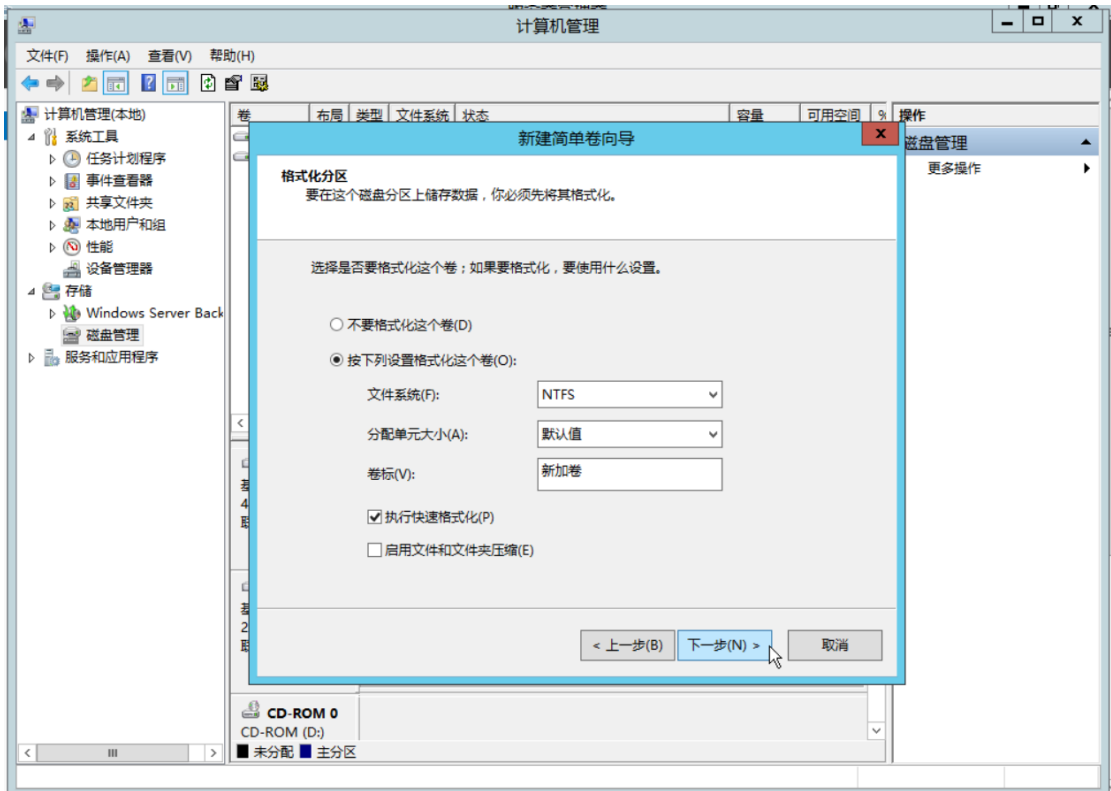 计算机管理
文件(F) 操作(A) 查看(V) 帮助(H)
计算机管理(本地)
系统工具
任务计划程序
事件查看器
共享文件夹
本地用户和组
性能
设备管理器
存储
Windows Server Back
磁盘管理
服务和应用程序
卷 布局 类型 文件系统 状态 容量 可用空间 %
操作
磁盘管理
更多操作
新建简单卷向导
格式化分区
要在这个磁盘分区上储存数据，你必须先将其格式化。
选择是否要格式化这个卷；如果要格式化，要使用什么设置。
不要格式化这个卷(D)
按下列设置格式化这个卷(O):
文件系统(F): NTFS
分配单元大小(A): 默认值
卷标(V): 新加卷
执行快速格式化(P)
启用文件和文件夹压缩(E)
< 上一步(B) 下一步(N) > 取消
CD-ROM 0
CD-ROM (D:)
未分配 主分区